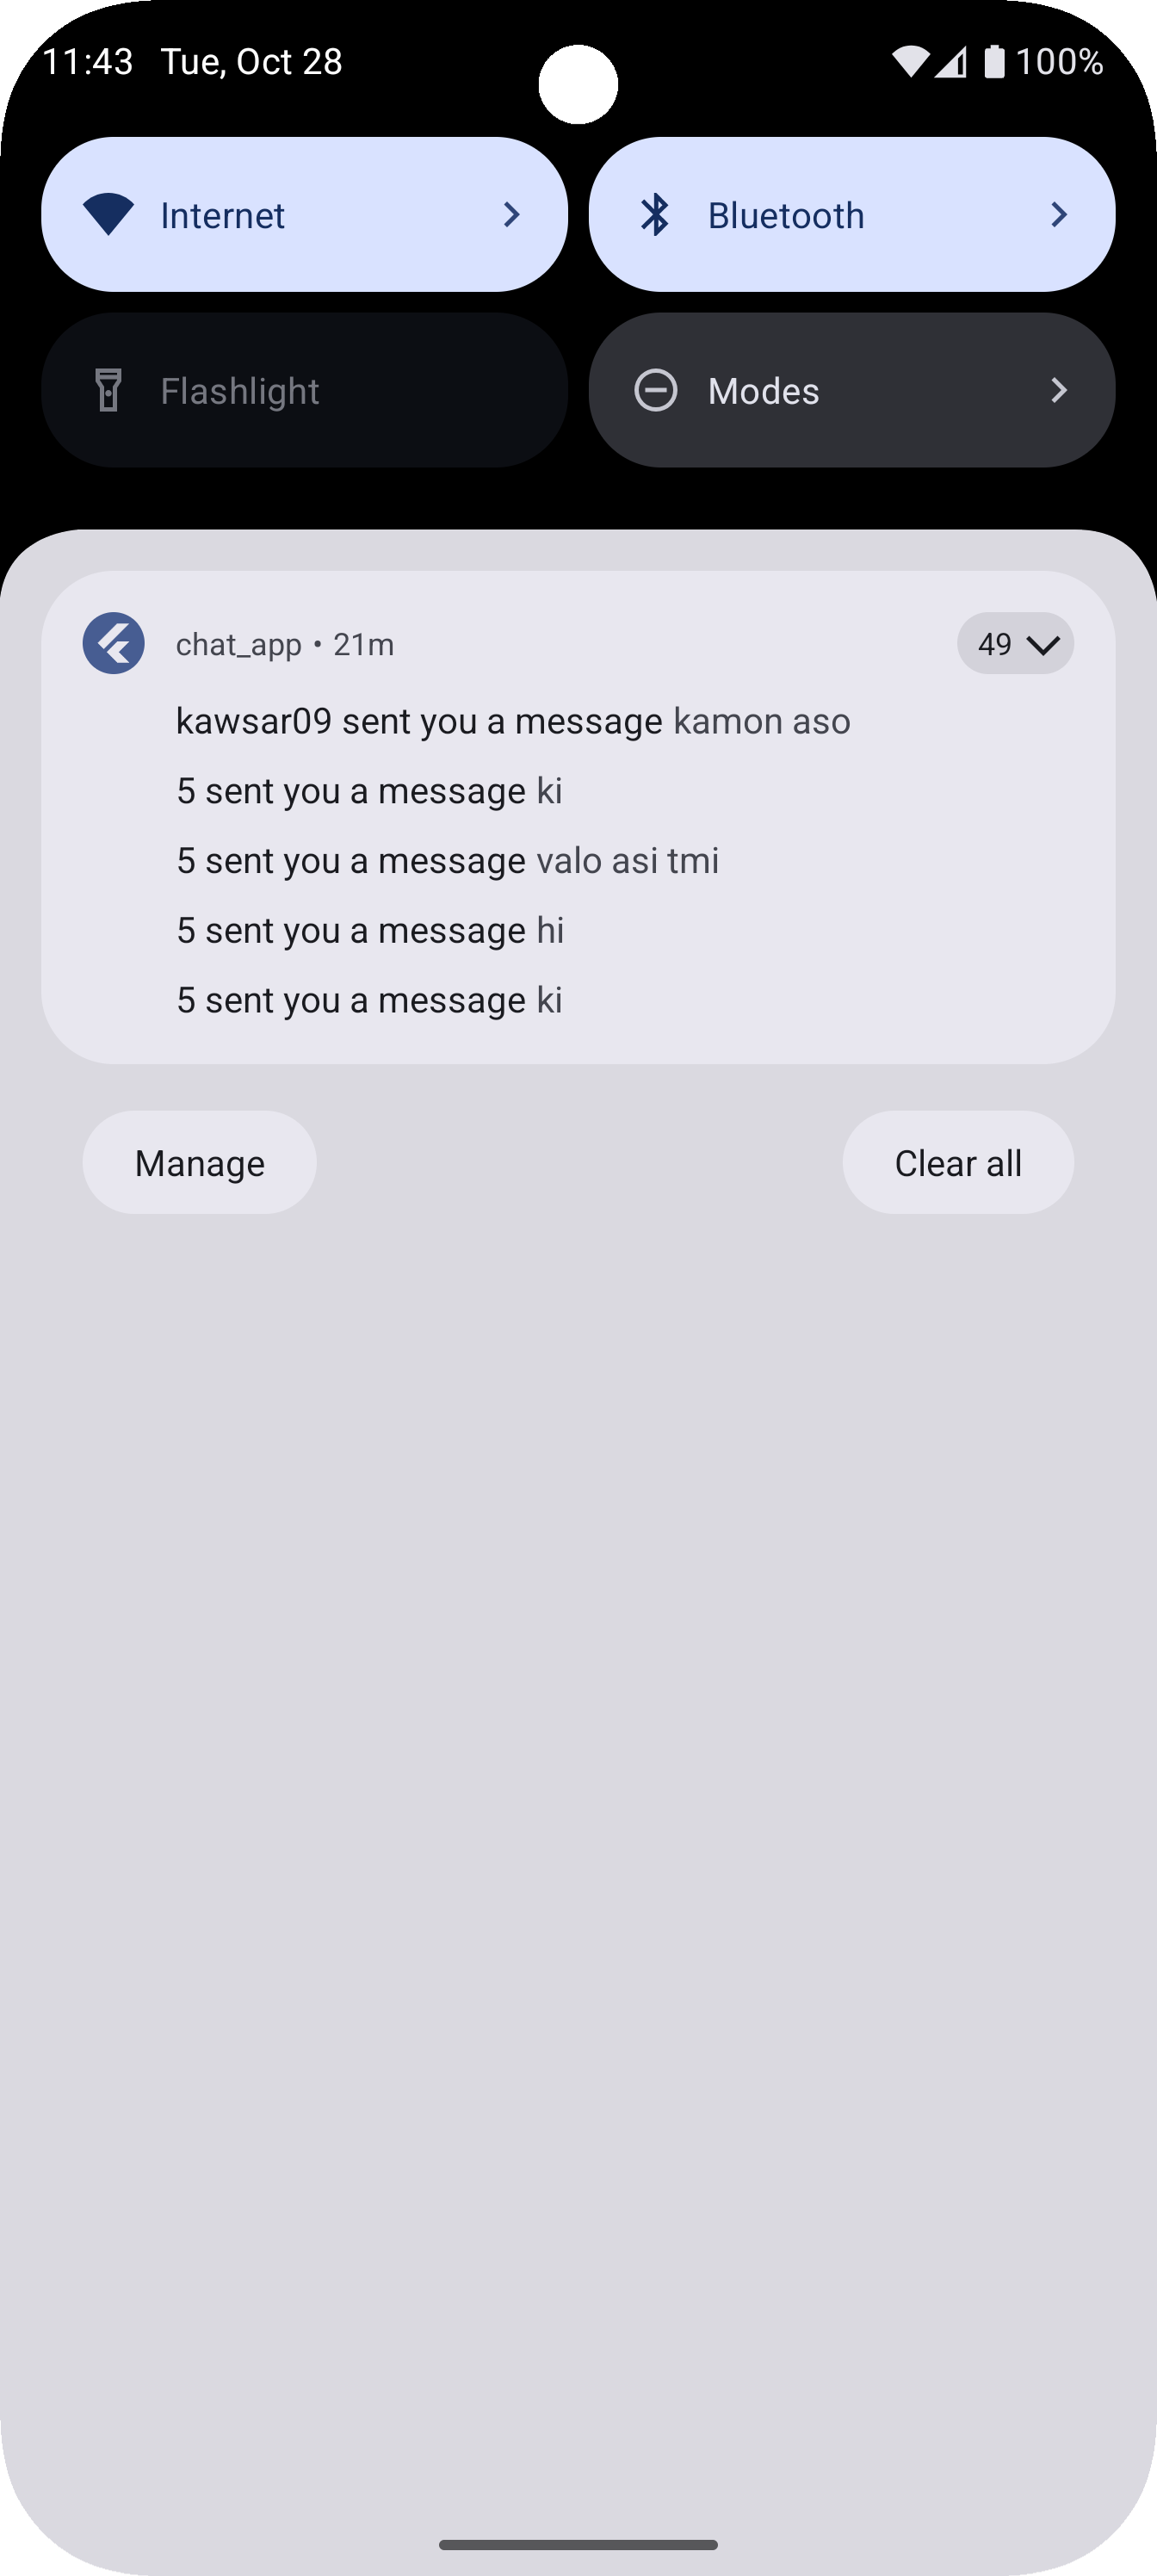 11:43 Tue, Oct 28 100%
Internet Bluetooth
Flashlight Modes
chat_app • 21m 49
kawsar09 sent you a message kamon aso
5 sent you a message ki
5 sent you a message valo asi tmi
5 sent you a message hi
5 sent you a message ki
Manage Clear all